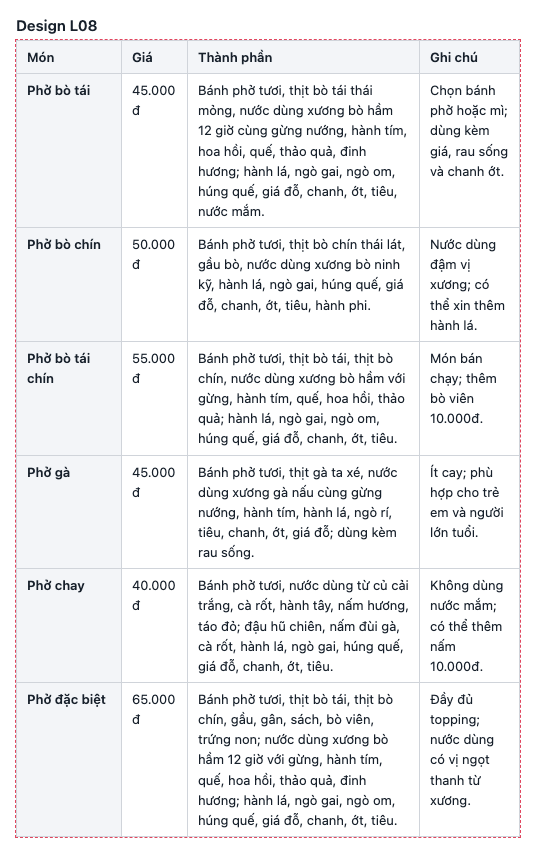 Design L08
Món Giá Thành phần Ghi chú
Phở bò tái
45.000
đ
Bánh phở tươi, thịt bò tái thái
mỏng, nước dùng xương bò hầm
12 giờ cùng gừng nướng, hành tím,
hoa hồi, quế, thảo quả, đinh
hương; hành lá, ngò gai, ngò om,
húng quế, giá đỗ, chanh, ớt, tiêu,
nước mắm.
Chọn bánh
phở hoặc mì;
dùng kèm
giá, rau sống
và chanh ớt.
Phở bò chín
50.000
đ
Bánh phở tươi, thịt bò chín thái lát,
gầu bò, nước dùng xương bò ninh
kỹ, hành lá, ngò gai, húng quế, giá
đỗ, chanh, ớt, tiêu, hành phi.
Nước dùng
đậm vị
xương; có
thể xin thêm
hành lá.
Phở bò tái
chín
55.000
đ
Bánh phở tươi, thịt bò tái, thịt bò
chín, nước dùng xương bò hầm với
gừng, hành tím, quế, hoa hồi, thảo
quả; hành lá, ngò gai, ngò om,
húng quế, giá đỗ, chanh, ớt, tiêu.
Món bán
chạy; thêm
bò viên
10.000đ.
Phở gà
45.000
đ
Bánh phở tươi, thịt gà ta xé, nước
dùng xương gà nấu cùng gừng
nướng, hành tím, hành lá, ngò rí,
tiêu, chanh, ớt, giá đỗ; dùng kèm
rau sống.
Ít cay; phù
hợp cho trẻ
em và người
lớn tuổi.
Phở chay
40.000
đ
Bánh phở tươi, nước dùng từ củ cải
trắng, cà rốt, hành tây, nấm hương,
táo đỏ; đậu hũ chiên, nấm đùi gà,
cà rốt, hành lá, ngò gai, húng quế,
giá đỗ, chanh, ớt, tiêu.
Không dùng
nước mắm;
có thể thêm
nấm
10.000đ.
Phở đặc biệt
65.000
đ
Bánh phở tươi, thịt bò tái, thịt bò
chín, gầu, gân, sách, bò viên,
trứng non; nước dùng xương bò
hầm 12 giờ với gừng, hành tím,
quế, hoa hồi, thảo quả, đinh
hương; hành lá, ngò gai, ngò om,
húng quế, giá đỗ, chanh, ớt, tiêu.
Đầy đủ
topping;
nước dùng
có vị ngọt
thanh từ
xương.